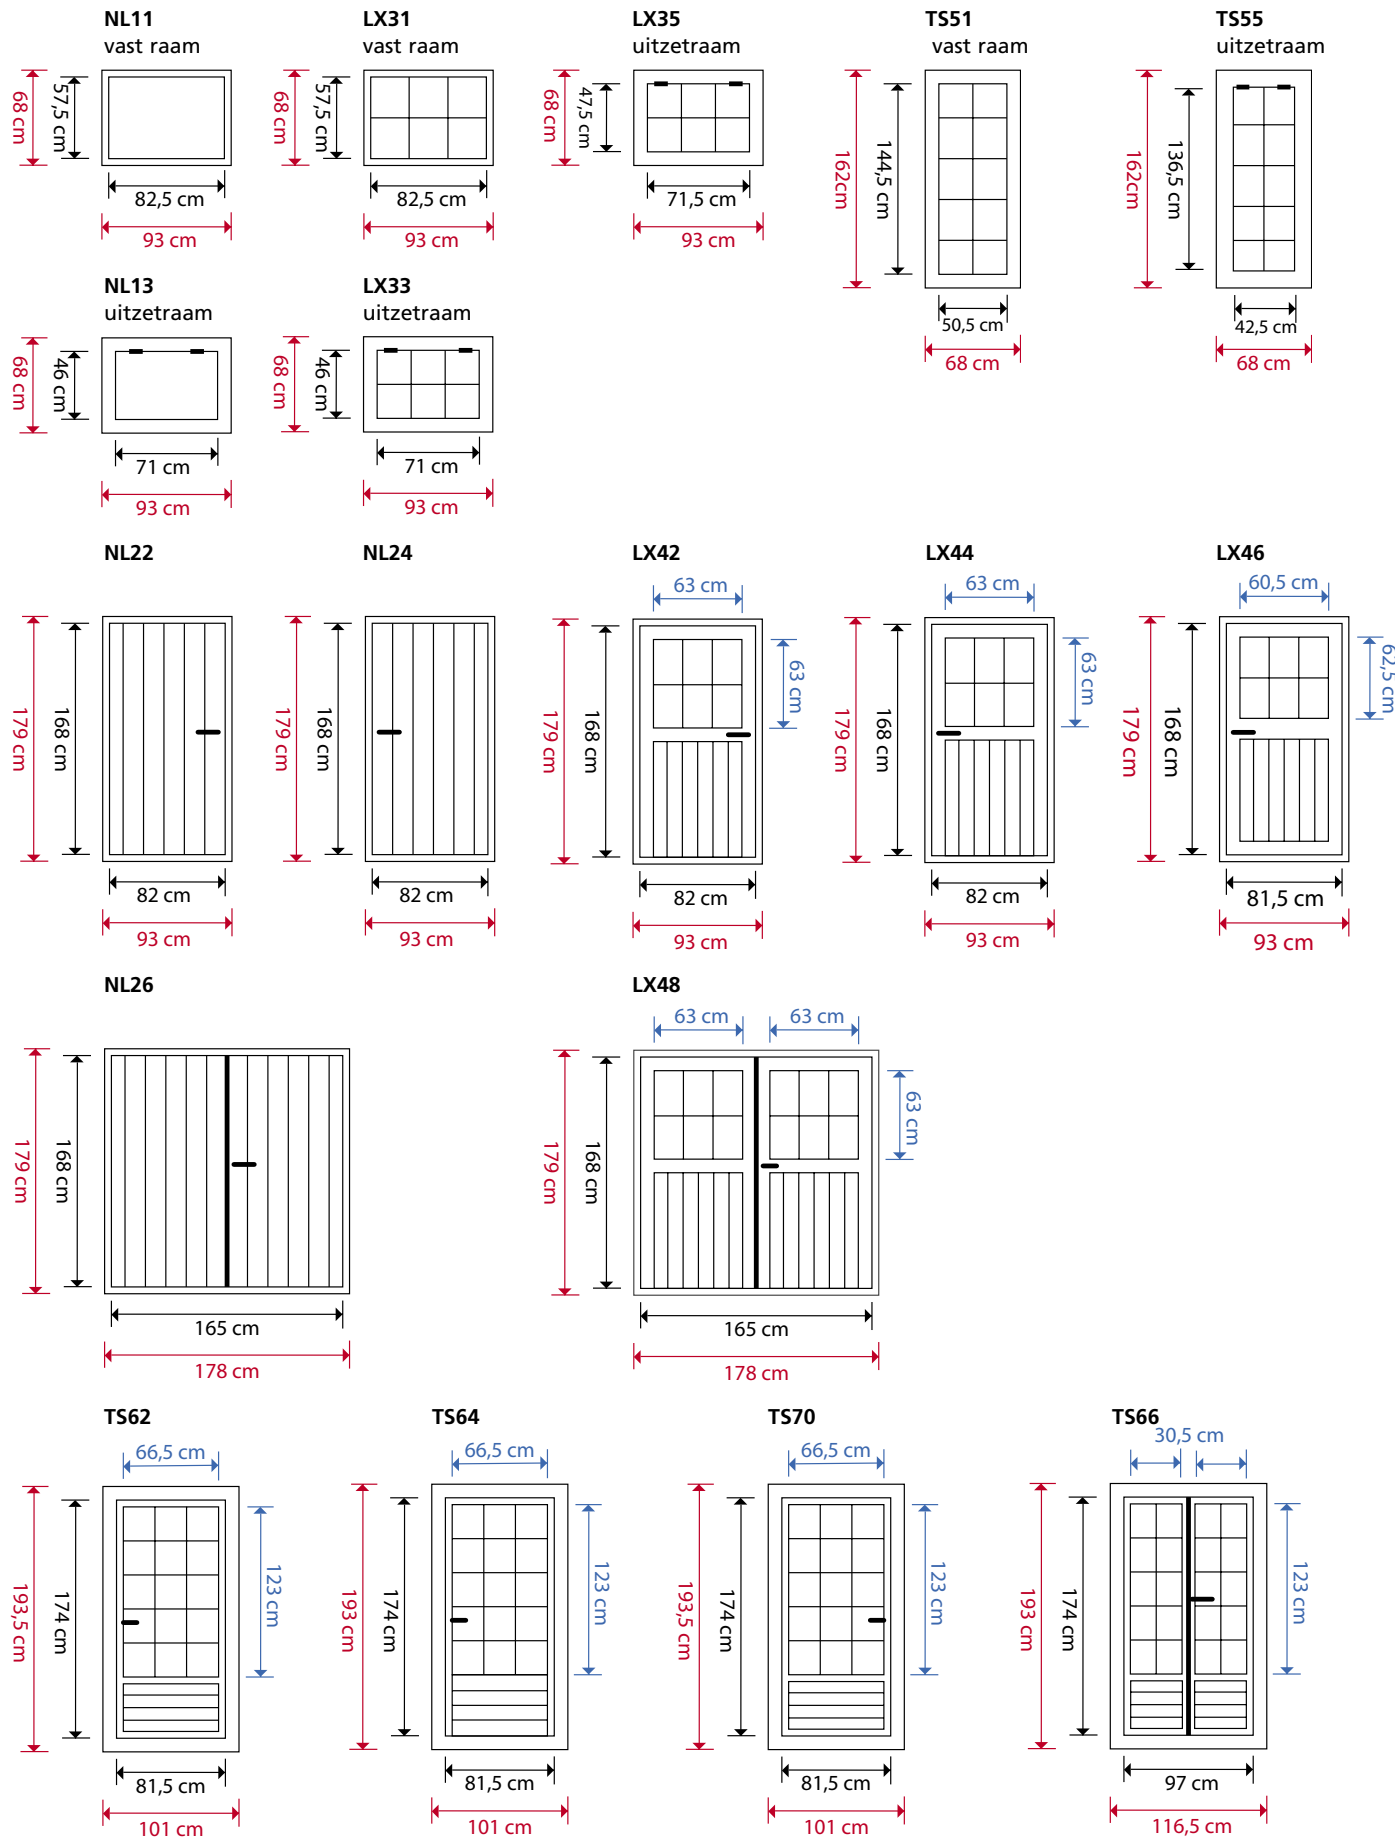 NL11
vast raam
68 cm
57,5 cm
82,5 cm
93 cm
LX31
vast raam
68 cm
57,5 cm
82,5 cm
93 cm
LX35
uitzetraam
68 cm
47,5 cm
71,5 cm
93 cm
TS51
vast raam
162cm
144,5 cm
50,5 cm
68 cm
TS55
uitzetraam
162cm
136,5 cm
42,5 cm
68 cm
NL13
uitzetraam
68 cm
46 cm
71 cm
93 cm
LX33
uitzetraam
68 cm
46 cm
71 cm
93 cm
NL22
179 cm
168 cm
82 cm
93 cm
NL24
179 cm
168 cm
82 cm
93 cm
LX42
63 cm
63 cm
179 cm
168 cm
82 cm
93 cm
LX44
63 cm
63 cm
179 cm
168 cm
82 cm
93 cm
LX46
60,5 cm
62,5 cm
179 cm
168 cm
81,5 cm
93 cm
NL26
179 cm
168 cm
165 cm
178 cm
LX48
63 cm
63 cm
63 cm
179 cm
168 cm
165 cm
178 cm
TS62
66,5 cm
123 cm
193,5 cm
174 cm
81,5 cm
101 cm
TS64
66,5 cm
123 cm
193 cm
174 cm
81,5 cm
101 cm
TS70
66,5 cm
123 cm
193,5 cm
174 cm
81,5 cm
101 cm
TS66
30,5 cm
123 cm
193 cm
174 cm
97 cm
116,5 cm